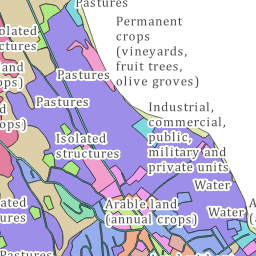 Pastures
Permanent
crops
(vineyards,
fruit trees,
olive groves)
Isolated
structures
Pastures
Pastures
Industrial,
commercial,
public,
military and
private units
Isolated
structures
Water
Arable land
(annual crops)
Water
Pastures